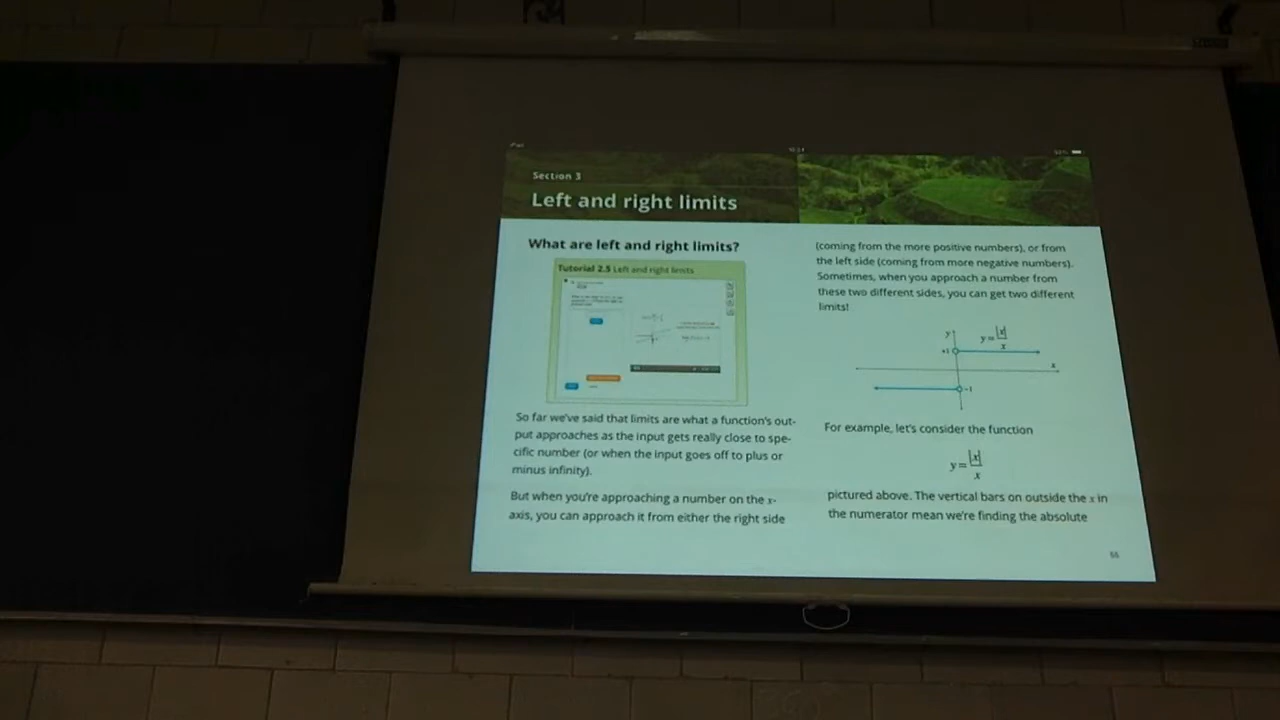 iPad
10:34
Section 3
Left and right limits
What are left and right limits?
Tutorial 2.5 Left and right limits
So far we've said that limits are what a function's out-
put approaches as the input gets really close to spe-
cific number (or when the input goes off to plus or
minus infinity).
But when you're approaching a number on the x-
axis, you can approach it from either the right side
(coming from the more positive numbers), or from
the left side (coming from more negative numbers).
Sometimes, when you approach a number from
these two different sides, you can get two different
limits!
y
y=|x|/x
+1
x
-1
For example, let's consider the function
y=|x|/x
pictured above. The vertical bars on outside the x in
the numerator mean we're finding the absolute